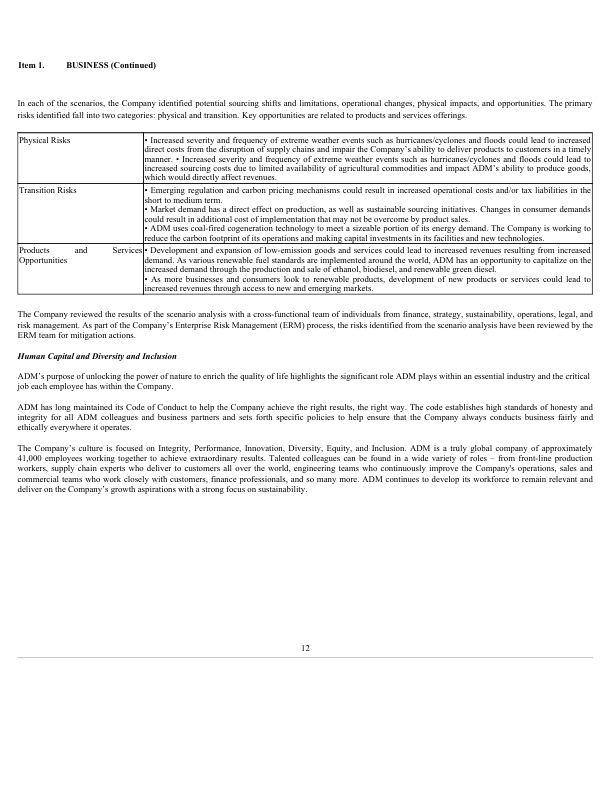 Item 1. BUSINESS (Continued)
In each of the scenarios, the Company identified potential sourcing shifts and limitations, operational changes, physical impacts, and opportunities. The primary
risks identified fall into two categories: physical and transition. Key opportunities are related to products and services offerings.
Physical Risks
• Increased severity and frequency of extreme weather events such as hurricanes/cyclones and floods could lead to increased
direct costs from the disruption of supply chains and impair the Company's ability to deliver products to customers in a timely
manner. • Increased severity and frequency of extreme weather events such as hurricanes/cyclones and floods could lead to
increased sourcing costs due to limited availability of agricultural commodities and impact ADM's ability to produce goods,
which would directly affect revenues.
Transition Risks
• Emerging regulation and carbon pricing mechanisms could result in increased operational costs and/or tax liabilities in the
short to medium term.
• Market demand has a direct effect on production, as well as sustainable sourcing initiatives. Changes in consumer demands
could result in additional cost of implementation that may not be overcome by product sales.
• ADM uses coal-fired cogeneration technology to meet a sizeable portion of its energy demand. The Company is working to
reduce the carbon footprint of its operations and making capital investments in its facilities and new technologies.
Products and Services
Opportunities
• Development and expansion of low-emission goods and services could lead to increased revenues resulting from increased
demand. As various renewable fuel standards are implemented around the world, ADM has an opportunity to capitalize on the
increased demand through the production and sale of ethanol, biodiesel, and renewable green diesel.
• As more businesses and consumers look to renewable products, development of new products or services could lead to
increased revenues through access to new and emerging markets.
The Company reviewed the results of the scenario analysis with a cross-functional team of individuals from finance, strategy, sustainability, operations, legal, and
risk management. As part of the Company's Enterprise Risk Management (ERM) process, the risks identified from the scenario analysis have been reviewed by the
ERM team for mitigation actions.
Human Capital and Diversity and Inclusion
ADM's purpose of unlocking the power of nature to enrich the quality of life highlights the significant role ADM plays within an essential industry and the critical
job each employee has within the Company.
ADM has long maintained its Code of Conduct to help the Company achieve the right results, the right way. The code establishes high standards of honesty and
integrity for all ADM colleagues and business partners and sets forth specific policies to help ensure that the Company always conducts business fairly and
ethically everywhere it operates.
The Company's culture is focused on Integrity, Performance, Innovation, Diversity, Equity, and Inclusion. ADM is a truly global company of approximately
41,000 employees working together to achieve extraordinary results. Talented colleagues can be found in a wide variety of roles – from front-line production
workers, supply chain experts who deliver to customers all over the world, engineering teams who continuously improve the Company's operations, sales and
commercial teams who work closely with customers, finance professionals, and so many more. ADM continues to develop its workforce to remain relevant and
deliver on the Company's growth aspirations with a strong focus on sustainability.
12